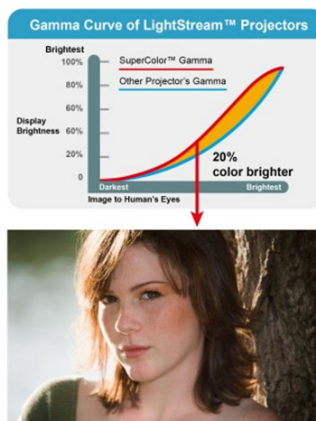 Gamma Curve of LightStream™ Projectors
Brightest
100%
80%
Display
Brightness
60%
40%
20%
0
SuperColor™ Gamma
Other Projector's Gamma
20%
color brighter
Darkest
Brightest
Image to Human's Eyes